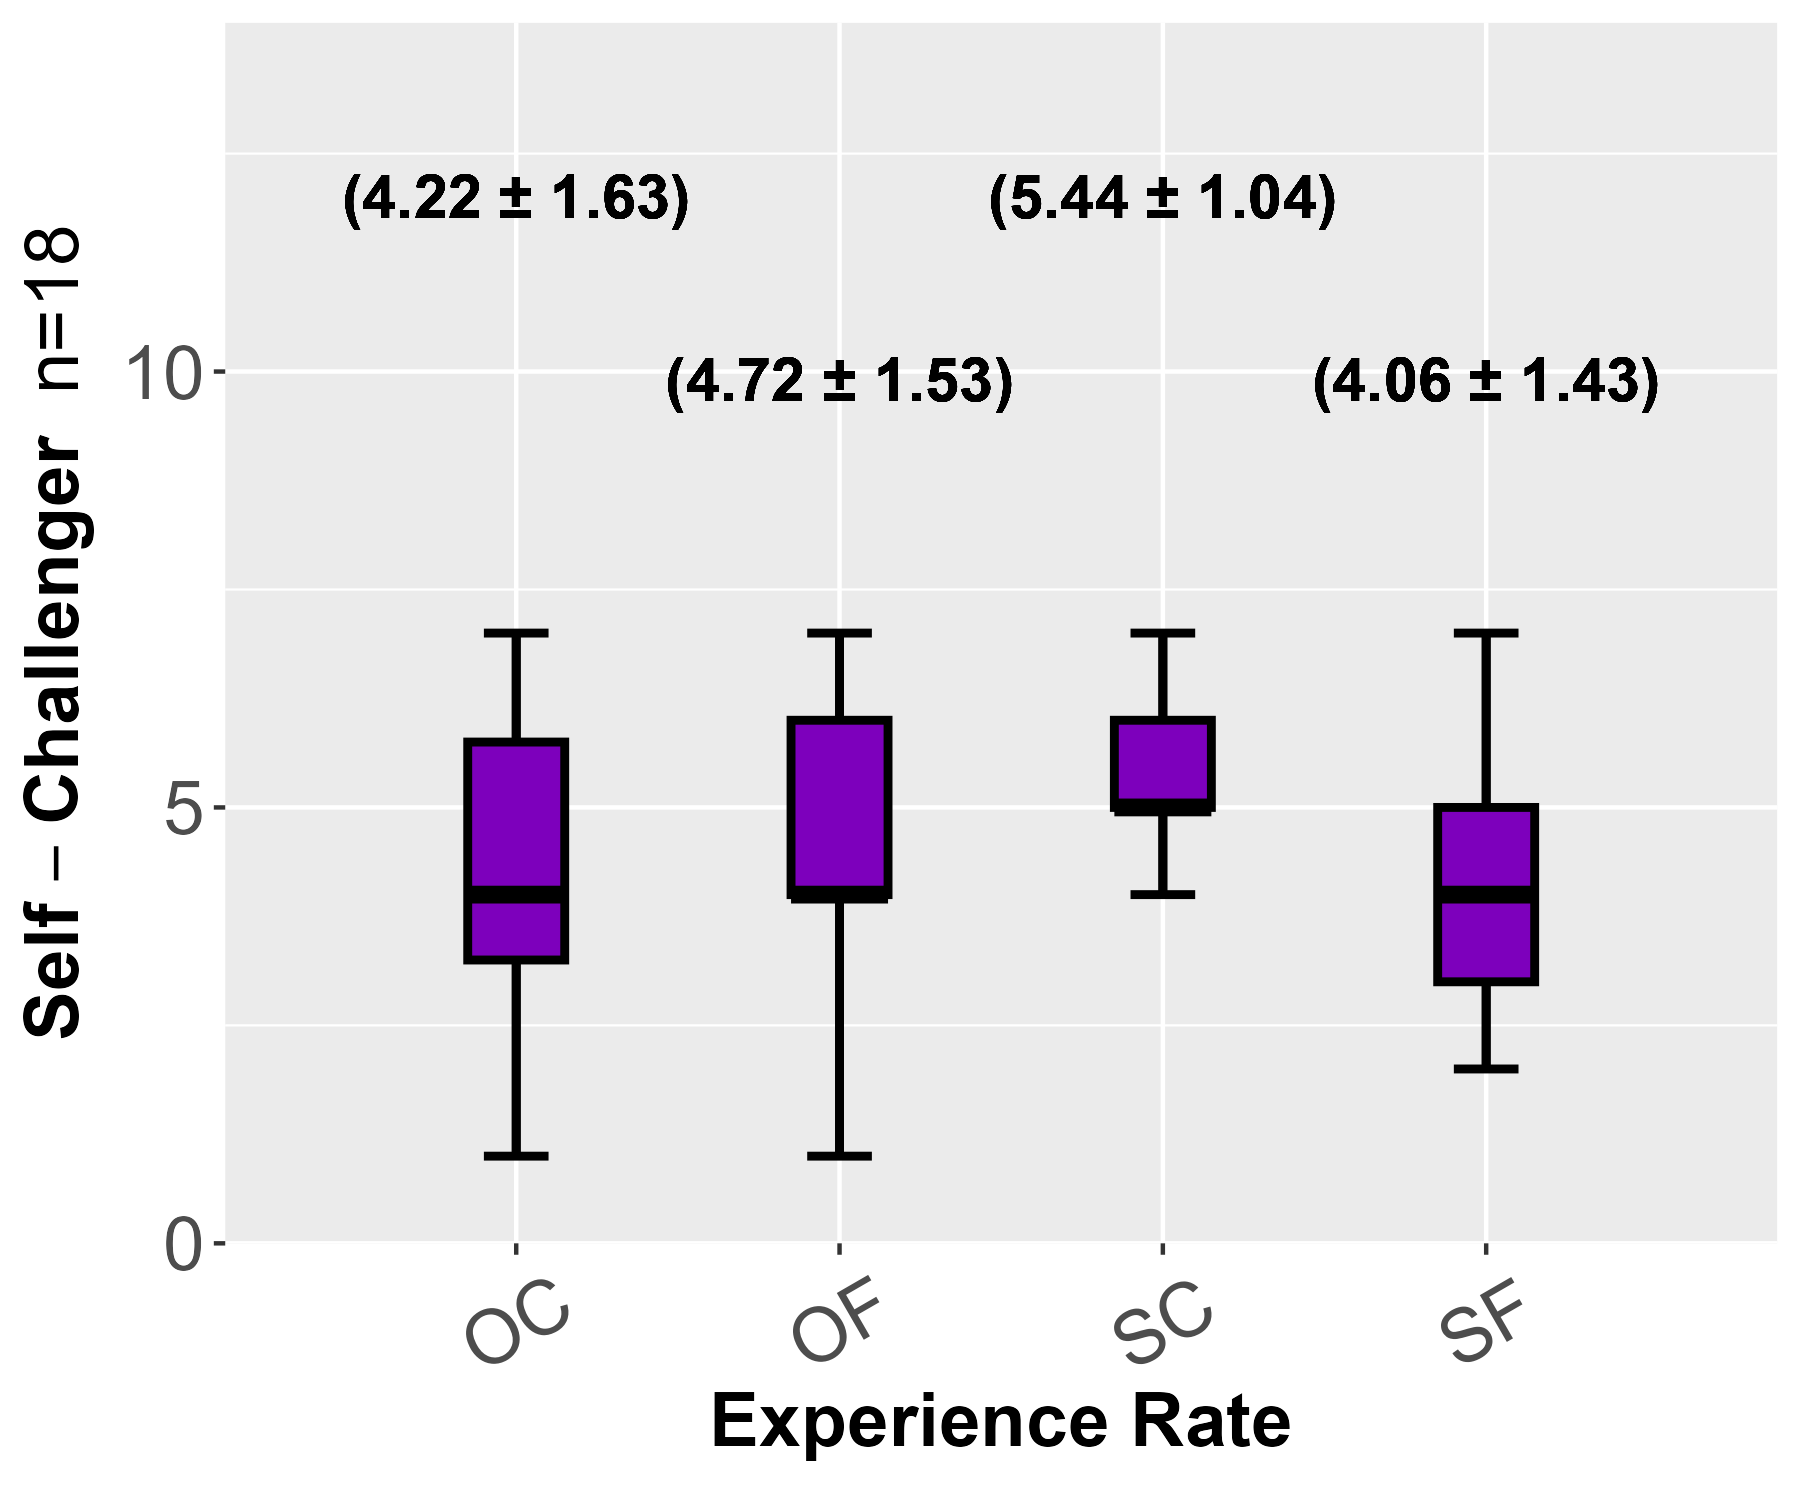 Self – Challenger n=18
(4.22 ± 1.63)
(5.44 ± 1.04)
(4.72 ± 1.53)
(4.06 ± 1.43)
10
5
0
OC
OF
SC
SF
Experience Rate